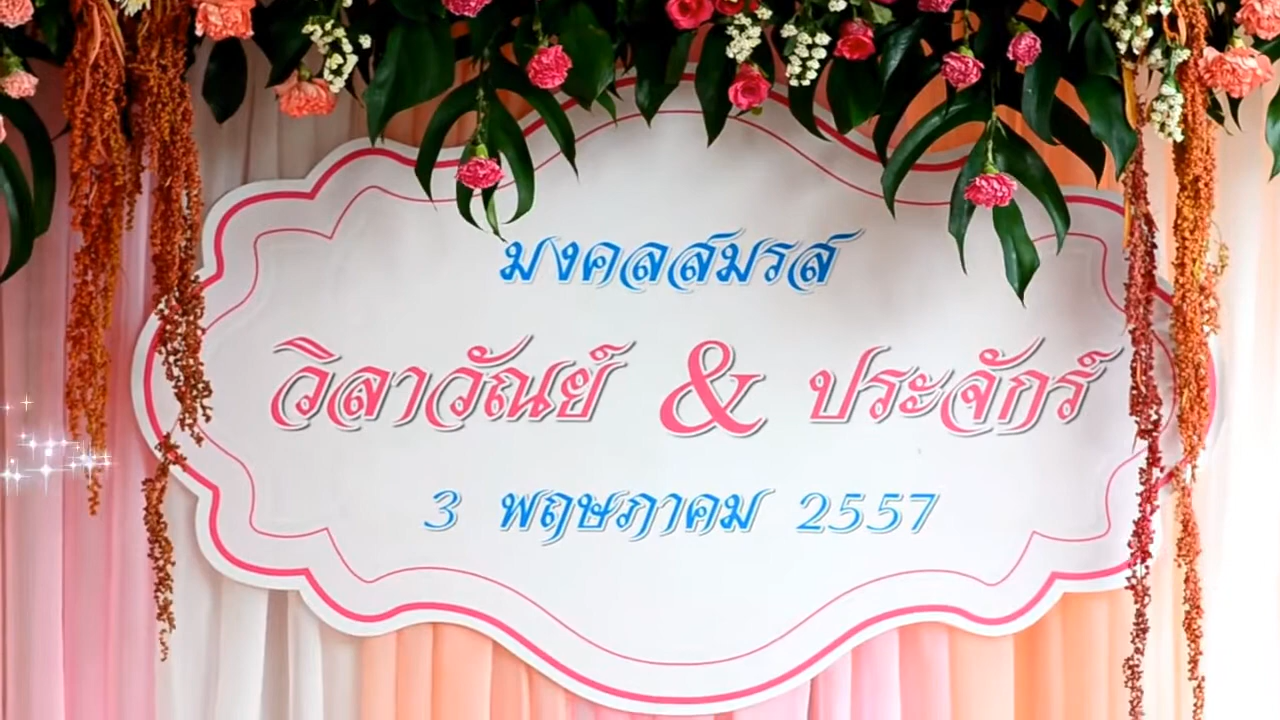 มงคลสมรส
วิลาวัณย์ & ประจักร์
3 พฤษภาคม 2557